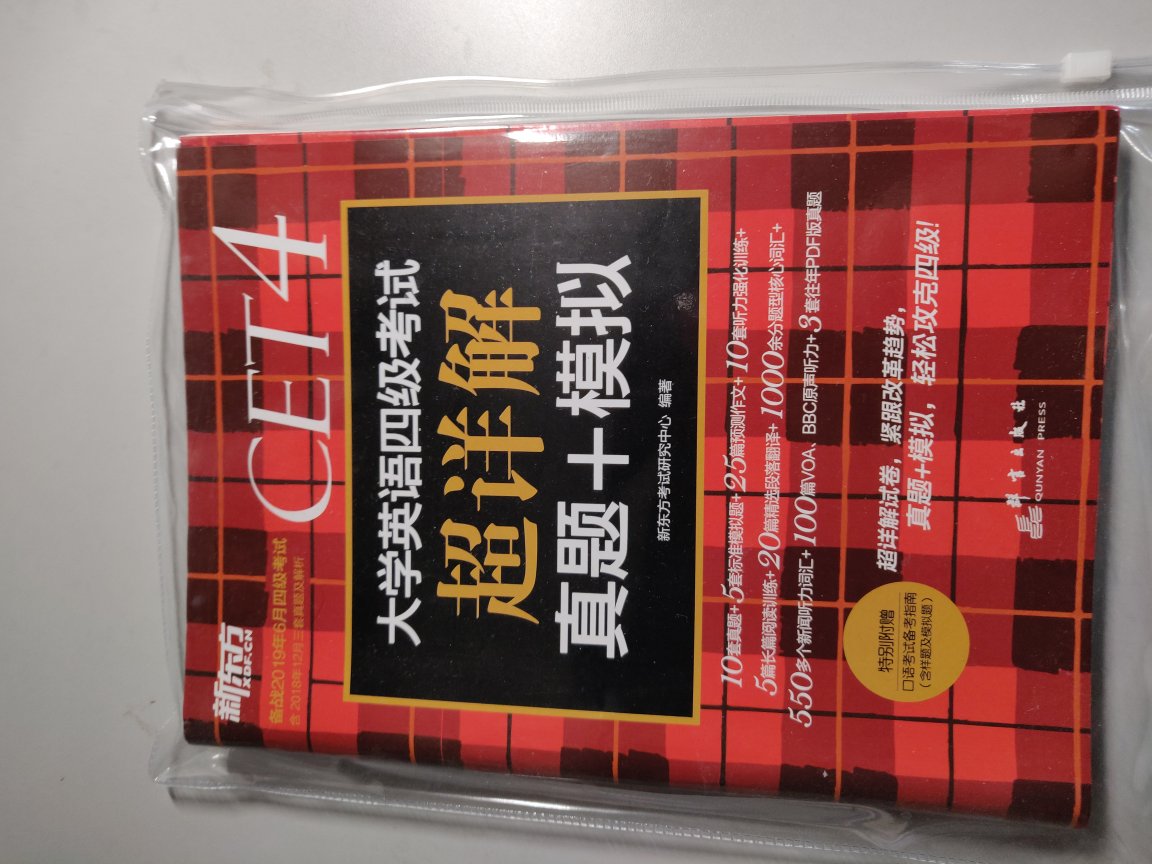 新东方
XDF.CN
备战2019年6月四级考试
含 2018年12月三套真题及解析
CET4
大学英语四级考试
超详解
真题+模拟
新东方考试研究中心 编著
10套真题+5套标准模拟题+25篇预测作文+10套听力强化训练+
5篇长篇阅读训练+20篇精选段落翻译+1000余分题型核心词汇+
550多个新闻听力词汇+100篇VOA、BBC原声听力+3套往年PDF版真题
特别附赠
口语考试备考指南
（含样题及模拟题）
超详解试卷，紧跟改革趋势，
真题+模拟，轻松攻克四级!
群言出版社
QUNYAN PRESS